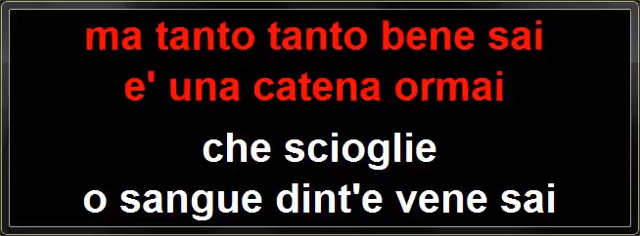 ma tanto tanto bene sai
e' una catena ormai
che scioglie
o sangue dint'e vene sai